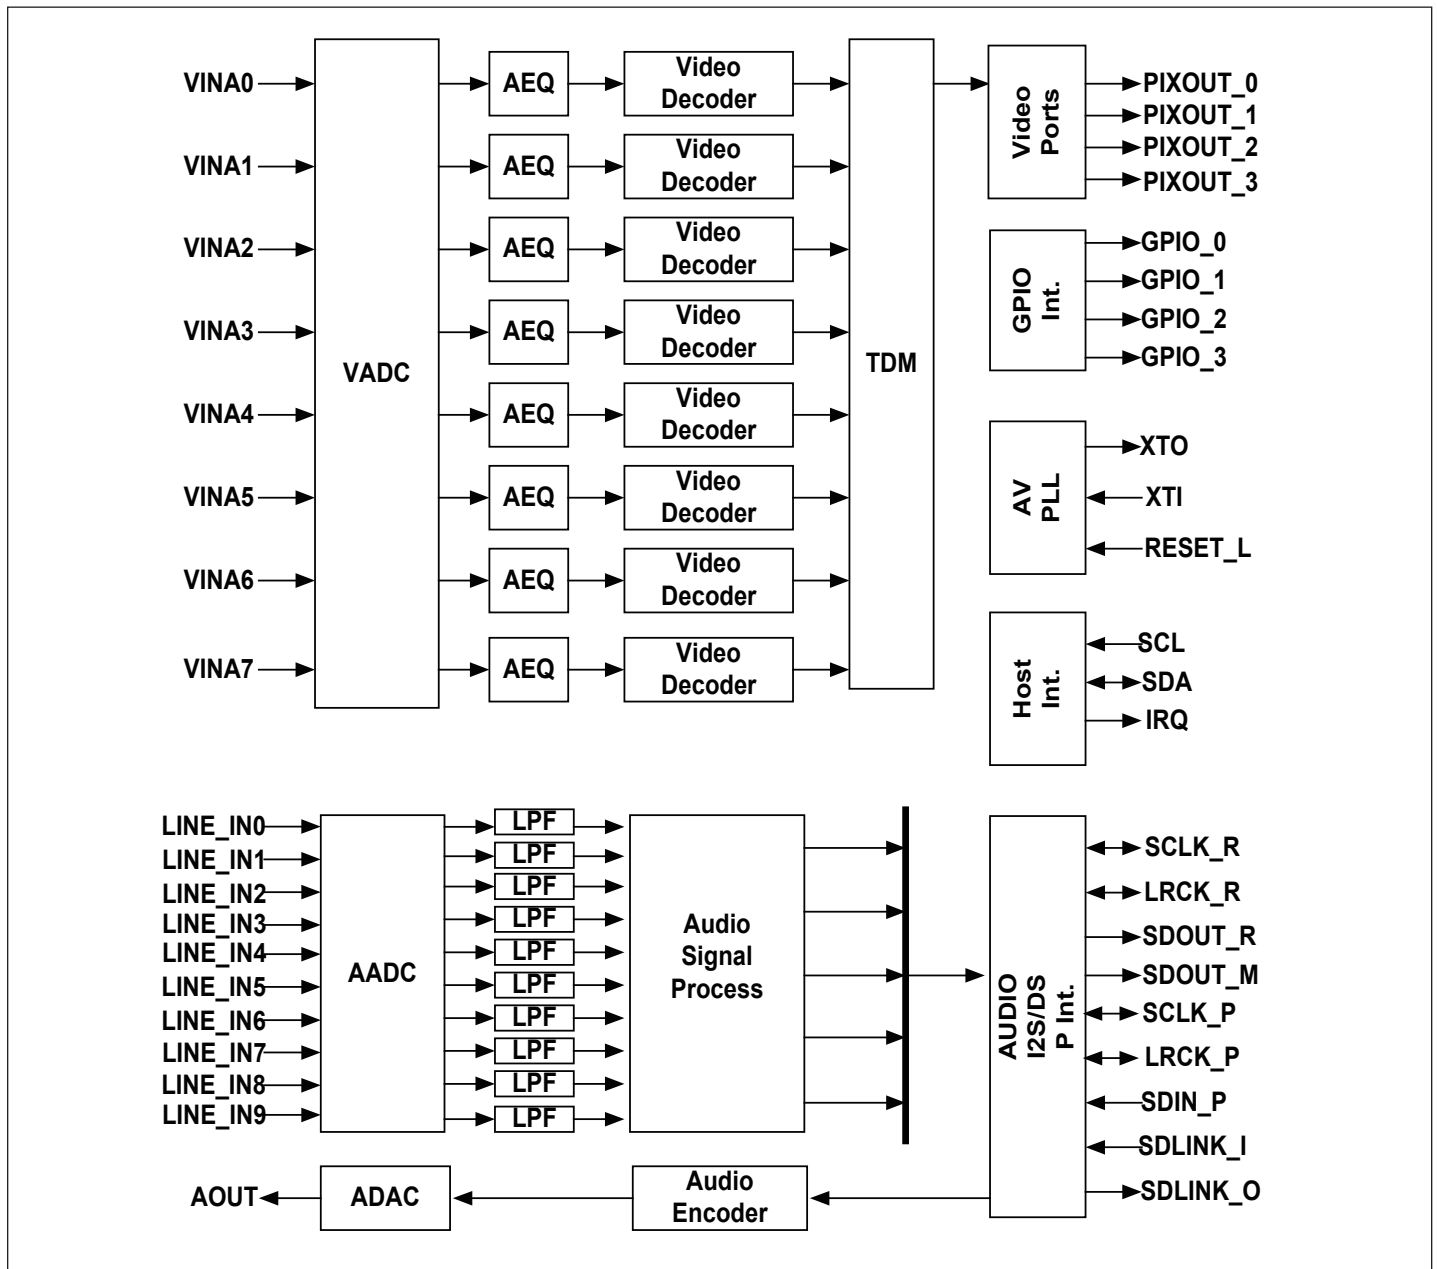 VINA0
VINA1
VINA2
VINA3
VINA4
VINA5
VINA6
VINA7
VADC
AEQ
Video
Decoder
AEQ
Video
Decoder
AEQ
Video
Decoder
AEQ
Video
Decoder
AEQ
Video
Decoder
AEQ
Video
Decoder
AEQ
Video
Decoder
AEQ
Video
Decoder
TDM
Video
Ports
PIXOUT_0
PIXOUT_1
PIXOUT_2
PIXOUT_3
GPIO
Int.
GPIO_0
GPIO_1
GPIO_2
GPIO_3
AV
PLL
XTO
XTI
RESET_L
Host
Int.
SCL
SDA
IRQ
LINE_IN0
LINE_IN1
LINE_IN2
LINE_IN3
LINE_IN4
LINE_IN5
LINE_IN6
LINE_IN7
LINE_IN8
LINE_IN9
AADC
LPF
LPF
LPF
LPF
LPF
LPF
LPF
LPF
LPF
LPF
Audio
Signal
Process
AUDIO
I2S/DS
P Int.
SCLK_R
LRCK_R
SDOUT_R
SDOUT_M
SCLK_P
LRCK_P
SDIN_P
SDLINK_I
SDLINK_O
AOUT
ADAC
Audio
Encoder